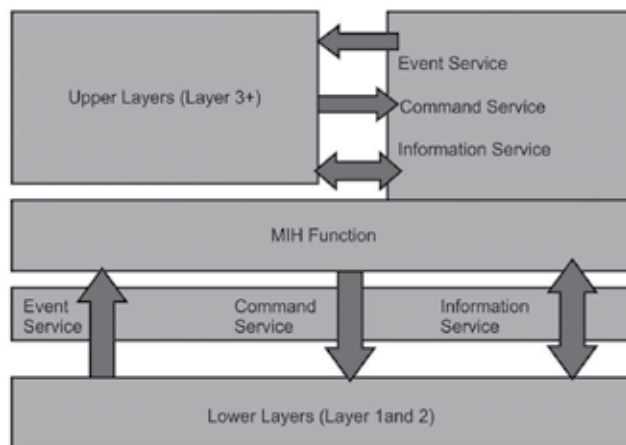 Upper Layers (Layer 3+)
Event Service
Command Service
Information Service
MIH Function
Event
Service
Command
Service
Information
Service
Lower Layers (Layer 1and 2)